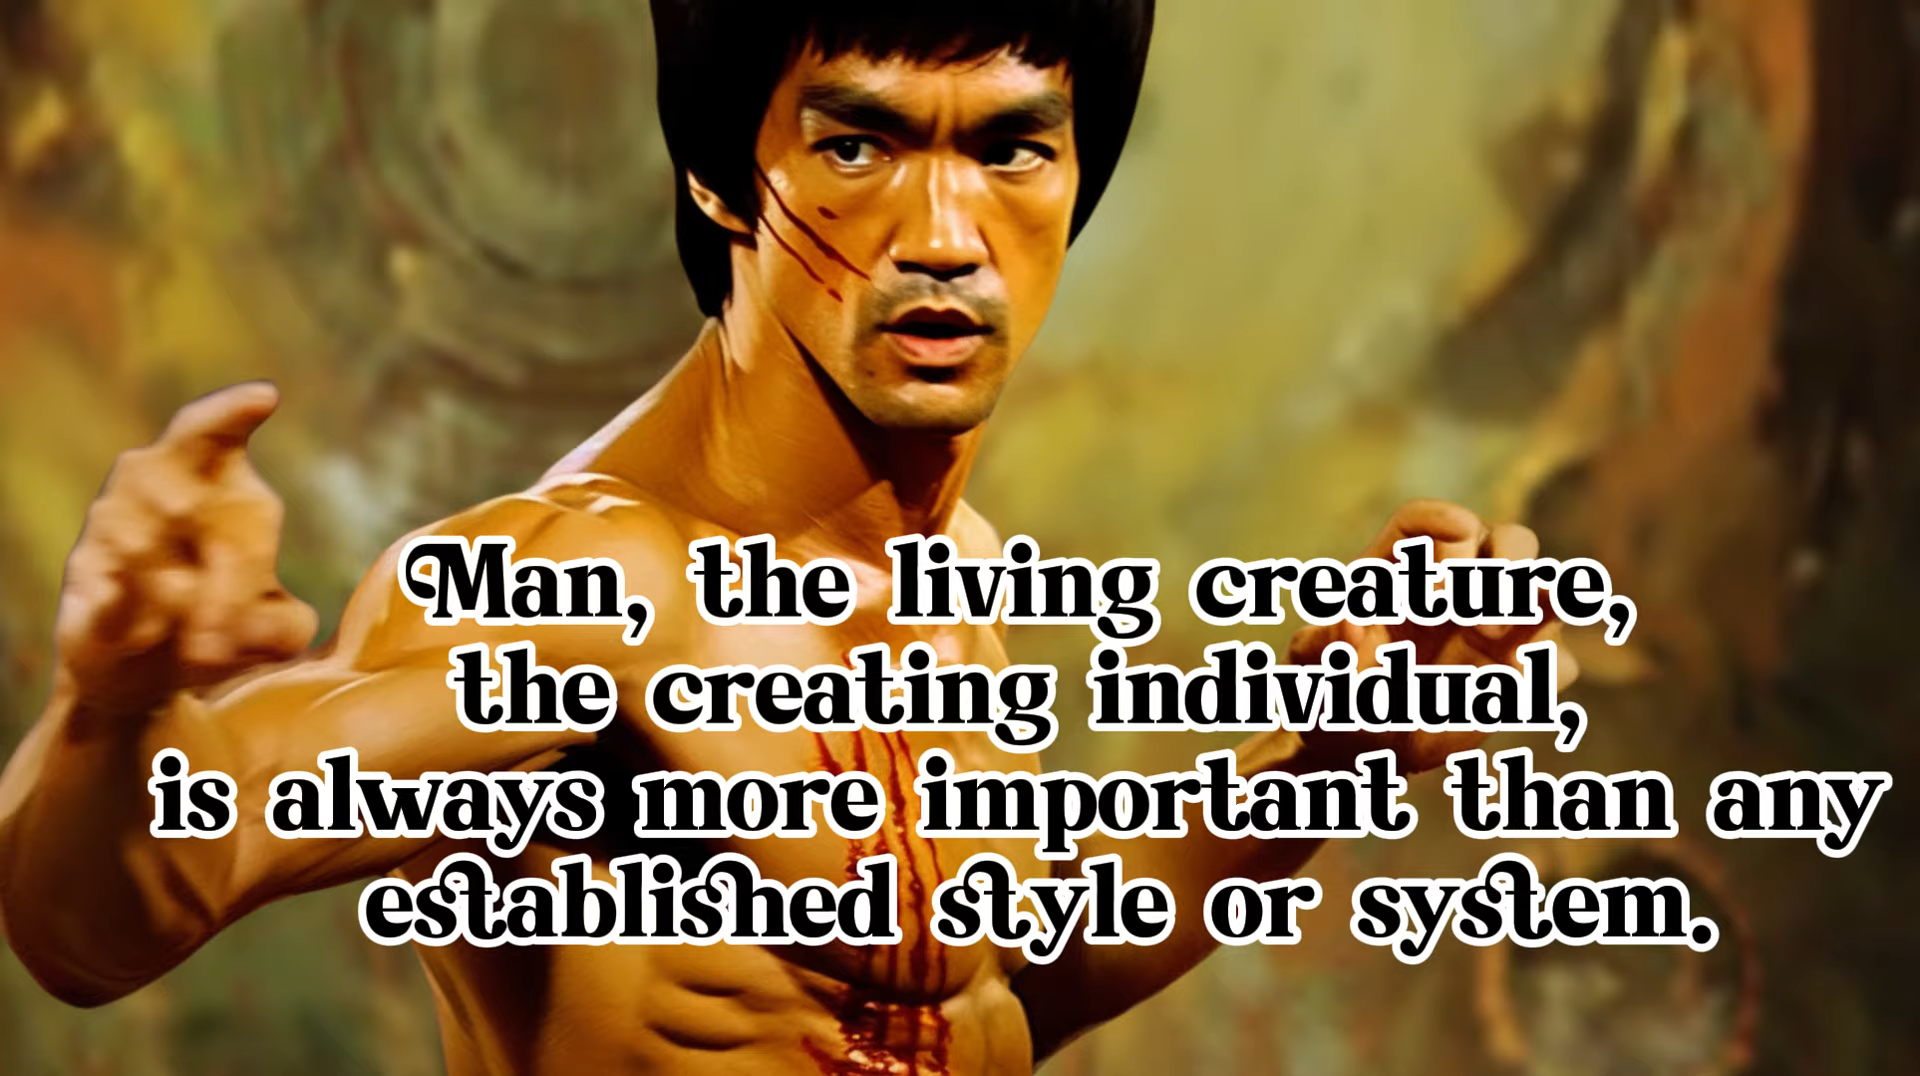 Man, the living creature,
the creating individual,
is always more important than any
established style or system.